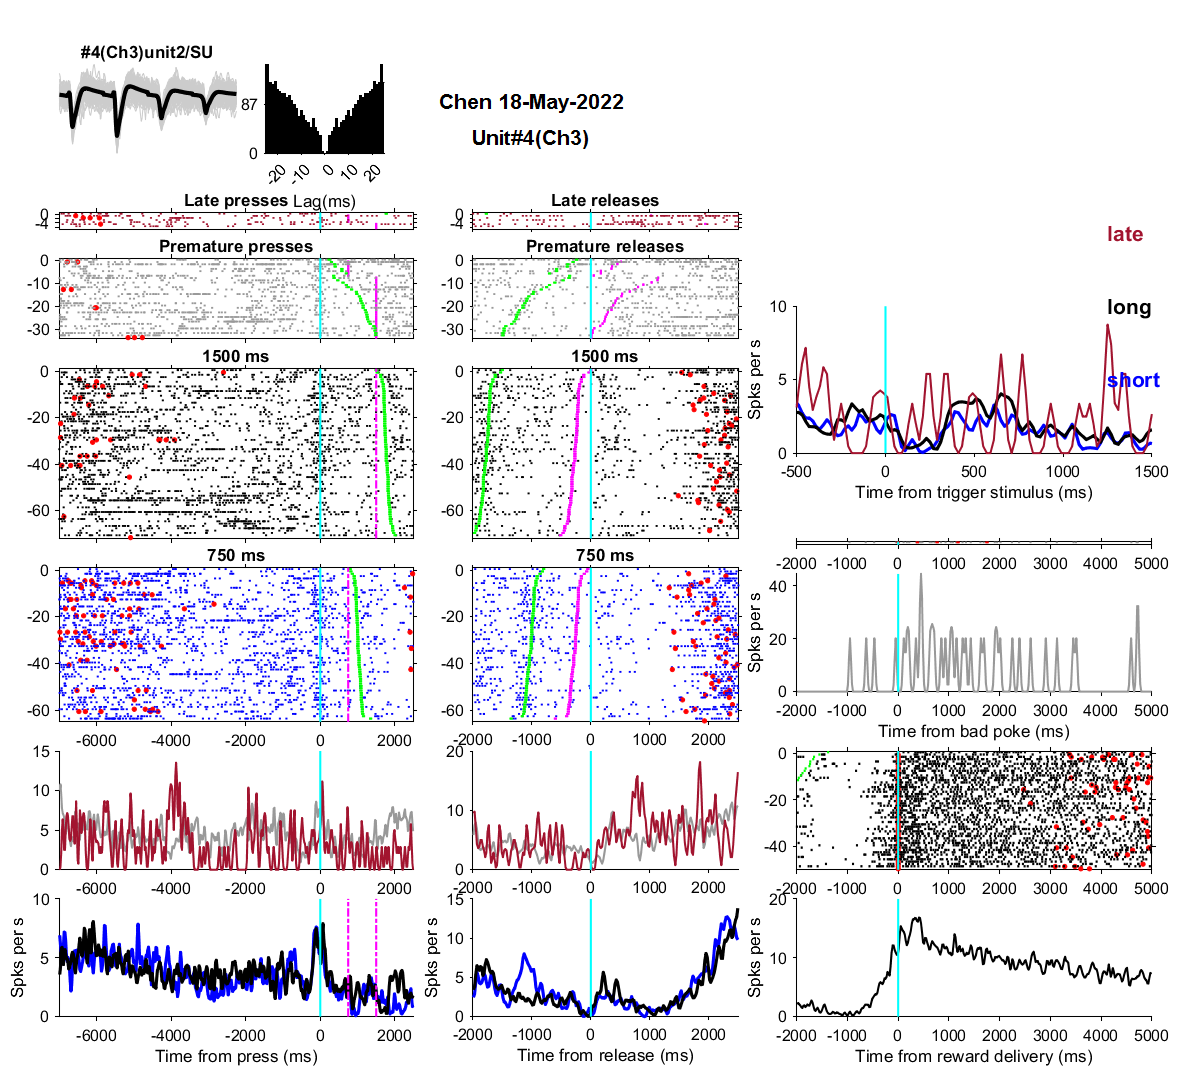 #4(Ch3)unit2/SU
87
0
-20 -10 0 10 20
Lag(ms)
Chen 18-May-2022
Unit#4(Ch3)
Late presses
0
-4
Late releases
0
-4
Premature presses
0
-10
-20
-30
Premature releases
0
-10
-20
-30
1500 ms
0
-20
-40
-60
1500 ms
0
-20
-40
-60
750 ms
0
-20
-40
-60
-6000 -4000 -2000 0 2000
750 ms
0
-20
-40
-60
-2000 -1000 0 1000 2000
15
10
5
0
-6000 -4000 -2000 0 2000
20
10
0
-2000 -1000 0 1000 2000
Spks per s
10
5
0
-6000 -4000 -2000 0 2000
Time from press (ms)
Spks per s
15
10
5
0
-2000 -1000 0 1000 2000
Time from release (ms)
late
long
short
Spks per s
10
5
0
-500 0 500 1000 1500
Time from trigger stimulus (ms)
-2000 -1000 0 1000 2000 3000 4000 5000
Spks per s
40
20
0
-2000 -1000 0 1000 2000 3000 4000 5000
Time from bad poke (ms)
0
-20
-40
-2000 -1000 0 1000 2000 3000 4000 5000
Spks per s
20
10
0
-2000 -1000 0 1000 2000 3000 4000 5000
Time from reward delivery (ms)